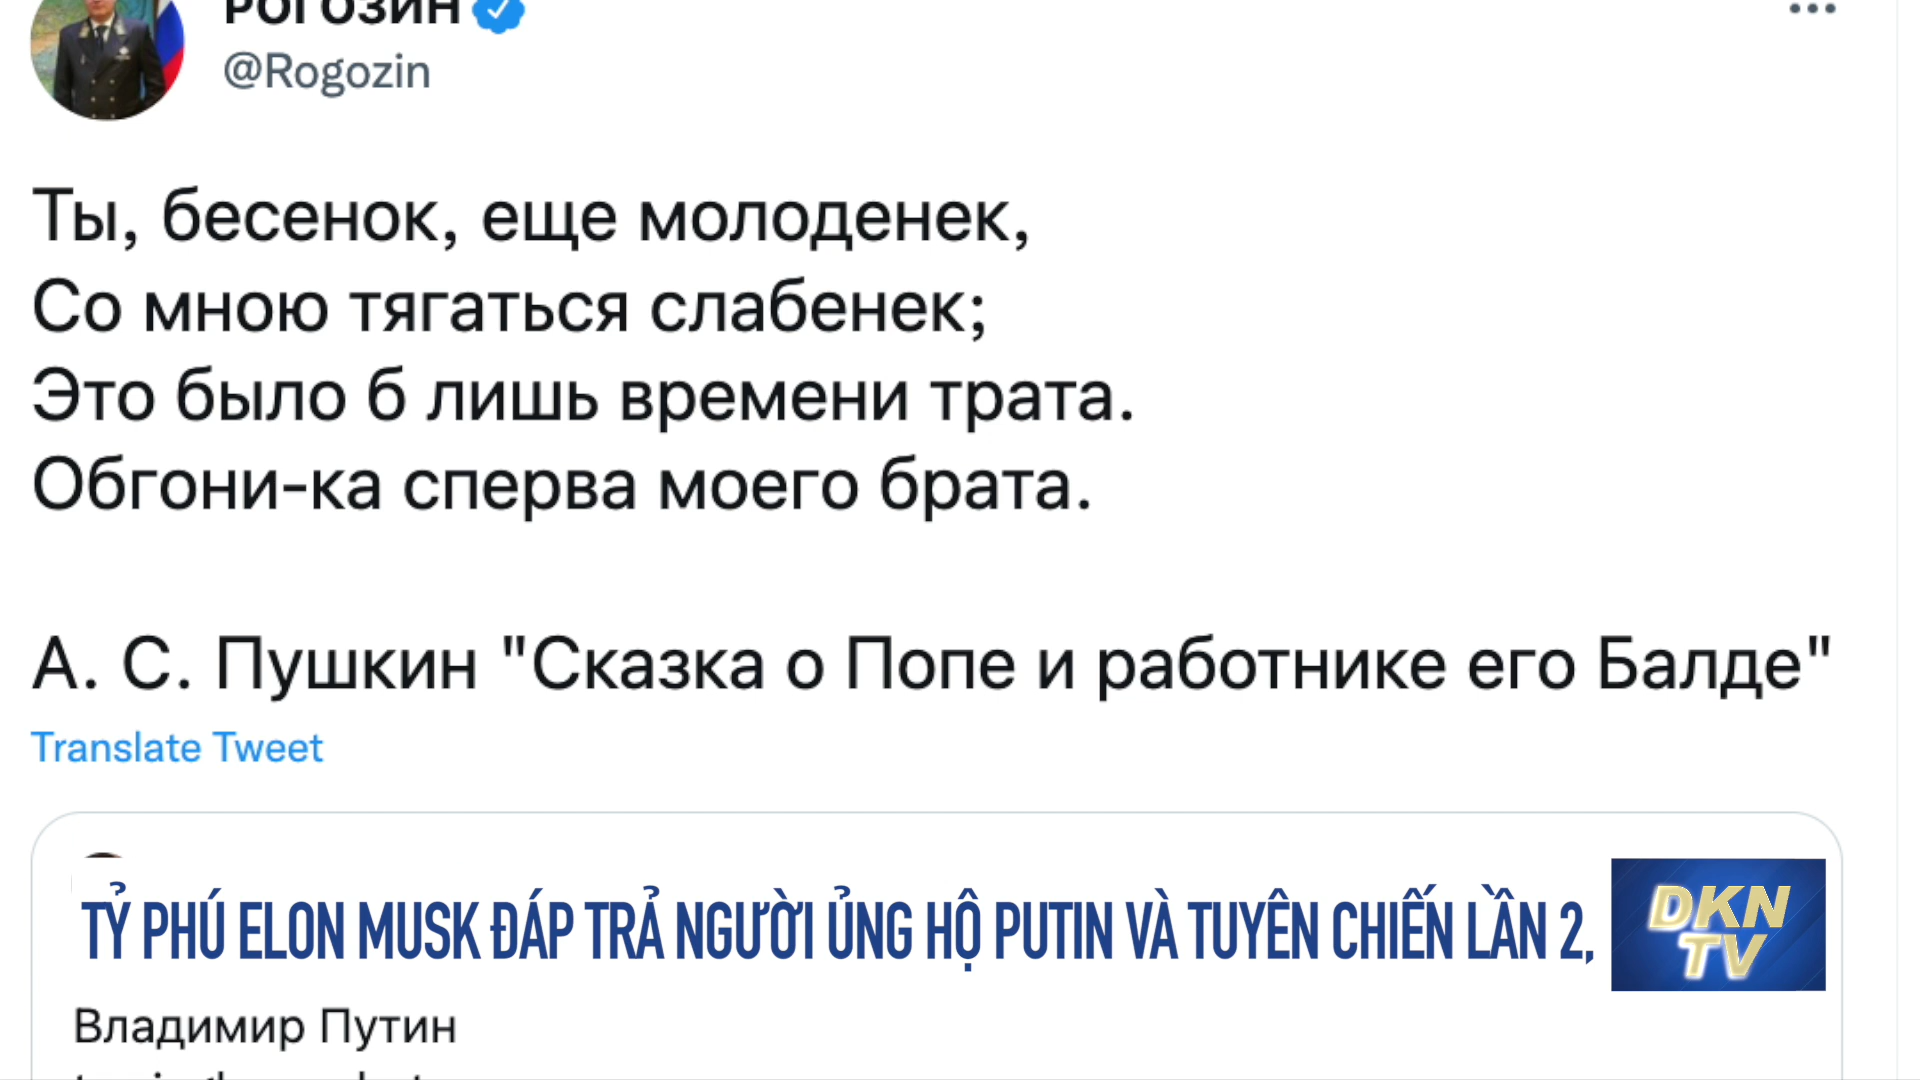 РОГОЗИН
@Rogozin
Ты, бесенок, еще молоденек,
Со мною тягаться слабенек;
Это было б лишь времени трата.
Обгони-ка сперва моего брата.
А. С. Пушкин "Сказка о Попе и работнике его Балде"
Translate Tweet
TỶ PHÚ ELON MUSK ĐÁP TRẢ NGƯỜI ỦNG HỘ PUTIN VÀ TUYÊN CHIẾN LẦN 2,
DKN
TV
Владимир Путин